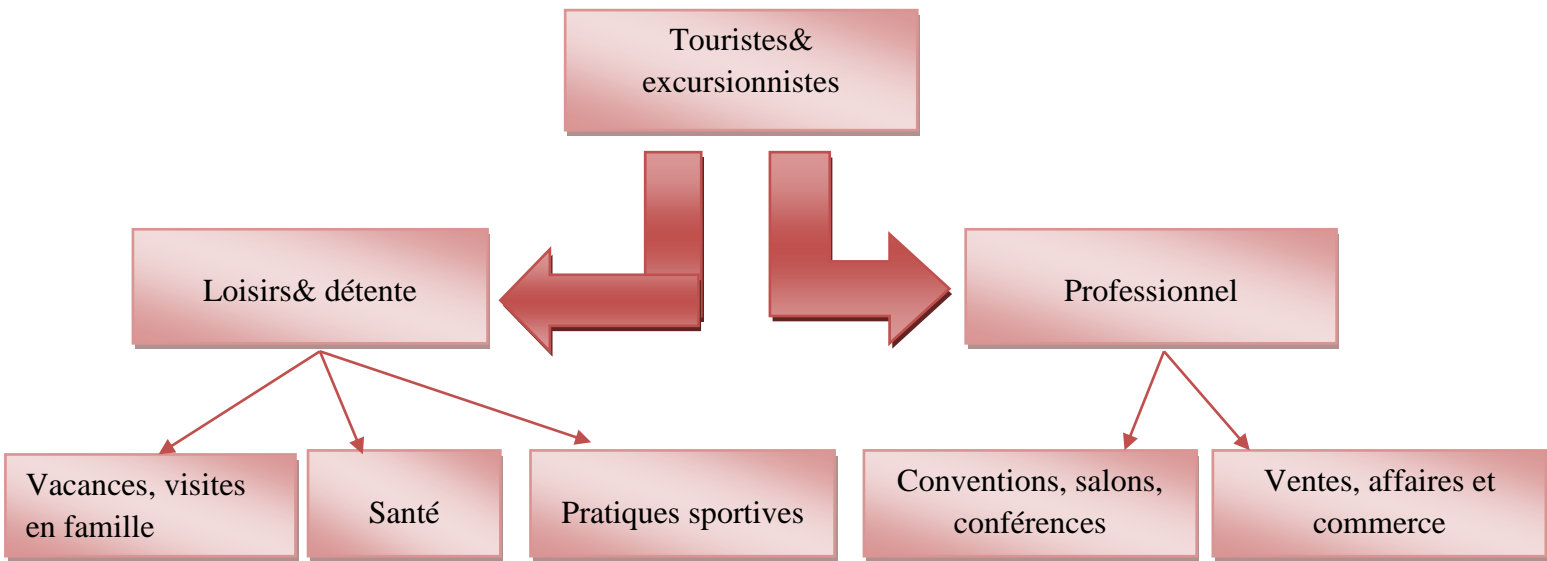 Touristes&
excursionnistes
Loisirs& détente
Professionnel
Vacances, visites
en famille
Santé
Pratiques sportives
Conventions, salons,
conférences
Ventes, affaires et
commerce